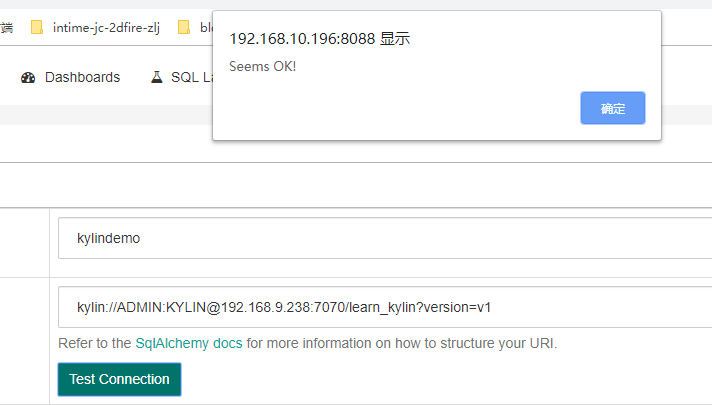 端 intime-jc-2dfire-zlj
192.168.10.196:8088 显示
Seems OK!
确定
Dashboards SQL
kylindemo
kylin://ADMIN:KYLIN@192.168.9.238:7070/learn_kylin?version=v1
Refer to the SqlAlchemy docs for more information on how to structure your URI.
Test Connection